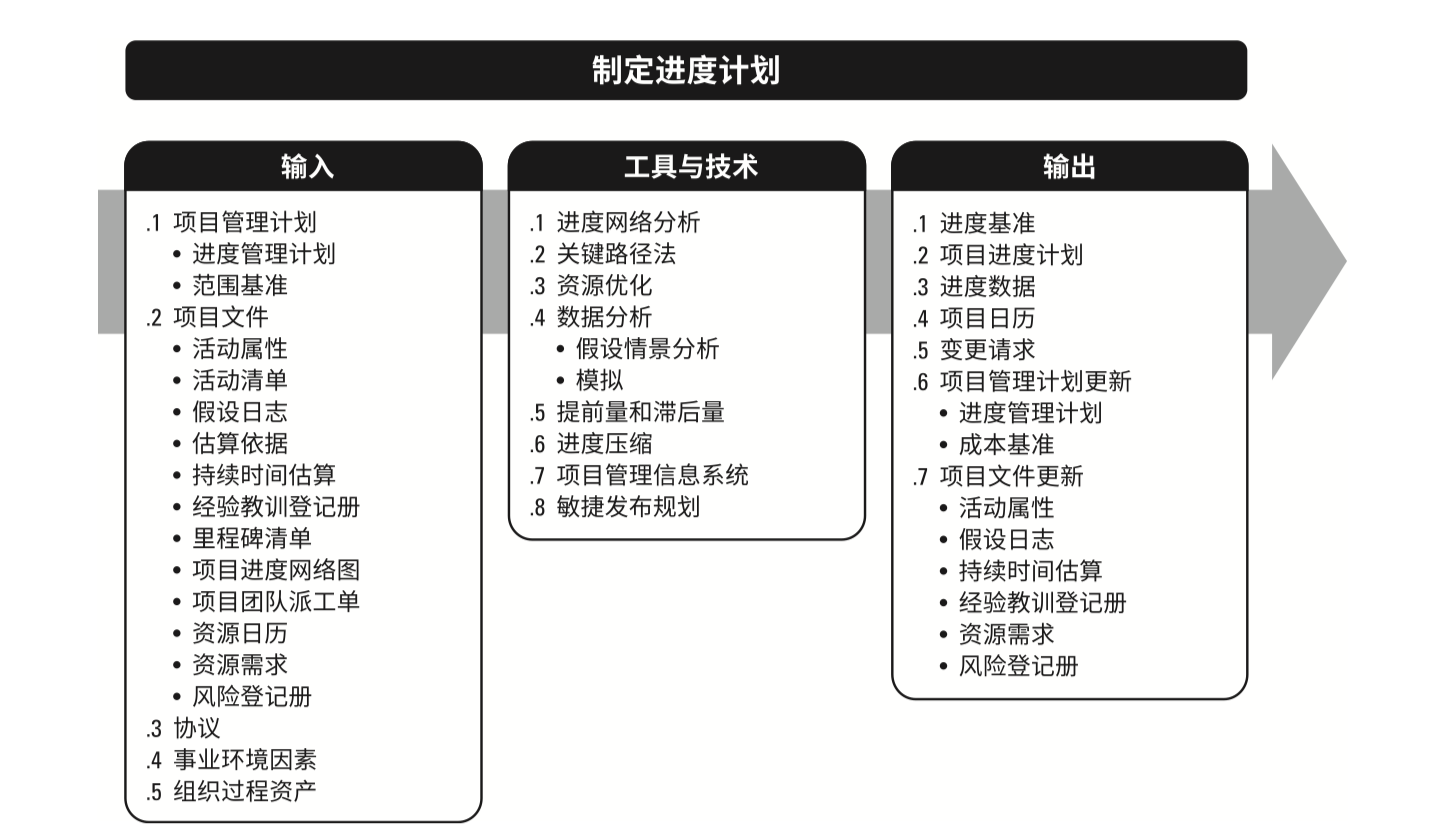 制定进度计划
输入
.1 项目管理计划
• 进度管理计划
• 范围基准
.2 项目文件
• 活动属性
• 活动清单
• 假设日志
• 估算依据
• 持续时间估算
• 经验教训登记册
• 里程碑清单
• 项目进度网络图
• 项目团队派工单
• 资源日历
• 资源需求
• 风险登记册
.3 协议
.4 事业环境因素
.5 组织过程资产
工具与技术
.1 进度网络分析
.2 关键路径法
.3 资源优化
.4 数据分析
• 假设情景分析
• 模拟
.5 提前量和滞后量
.6 进度压缩
.7 项目管理信息系统
.8 敏捷发布规划
输出
.1 进度基准
.2 项目进度计划
.3 进度数据
.4 项目日历
.5 变更请求
.6 项目管理计划更新
• 进度管理计划
• 成本基准
.7 项目文件更新
• 活动属性
• 假设日志
• 持续时间估算
• 经验教训登记册
• 资源需求
• 风险登记册